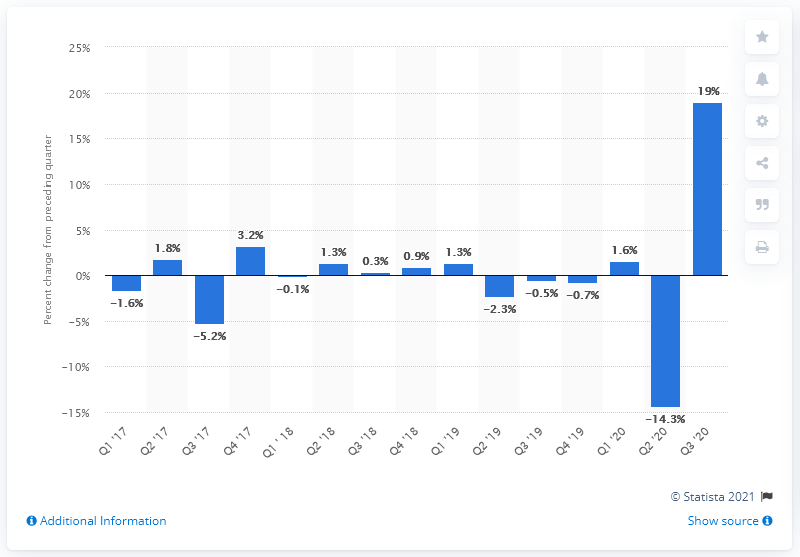 25%
20%
15%
10%
5%
0%
−5%
−10%
−15%
Percent change from preceding quarter
−1.6%
1.8%
−5.2%
3.2%
−0.1%
1.3%
0.3%
0.9%
1.3%
−2.3%
−0.5%
−0.7%
1.6%
−14.3%
19%
Q1 '17
Q2 '17
Q3 '17
Q4 '17
Q1 ' 18
Q2 '18
Q3 '18
Q4 '18
Q1 '19
Q2 '19
Q3 '19
Q4 '19
Q1 '20
Q2 '20
Q3 '20
© Statista 2021
Additional Information
Show source